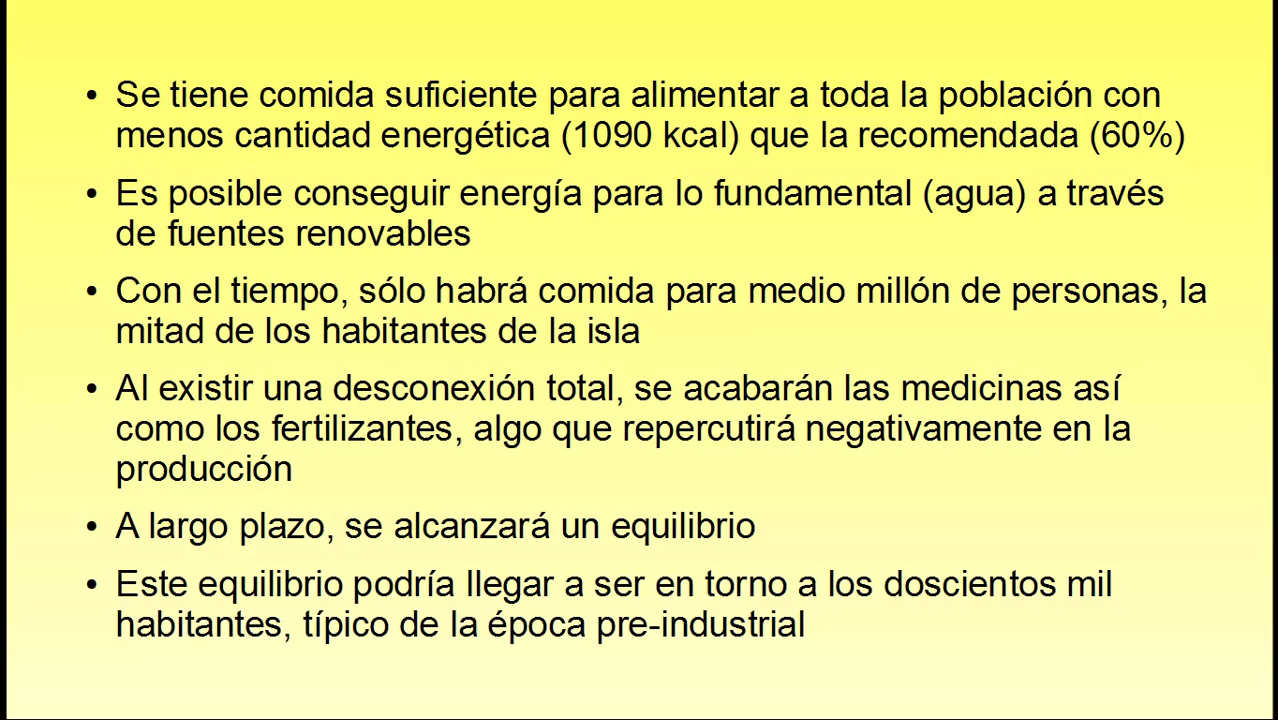 • Se tiene comida suficiente para alimentar a toda la población con
menos cantidad energética (1090 kcal) que la recomendada (60%)
• Es posible conseguir energía para lo fundamental (agua) a través
de fuentes renovables
• Con el tiempo, sólo habrá comida para medio millón de personas, la
mitad de los habitantes de la isla
• Al existir una desconexión total, se acabarán las medicinas así
como los fertilizantes, algo que repercutirá negativamente en la
producción
• A largo plazo, se alcanzará un equilibrio
• Este equilibrio podría llegar a ser en torno a los doscientos mil
habitantes, típico de la época pre-industrial